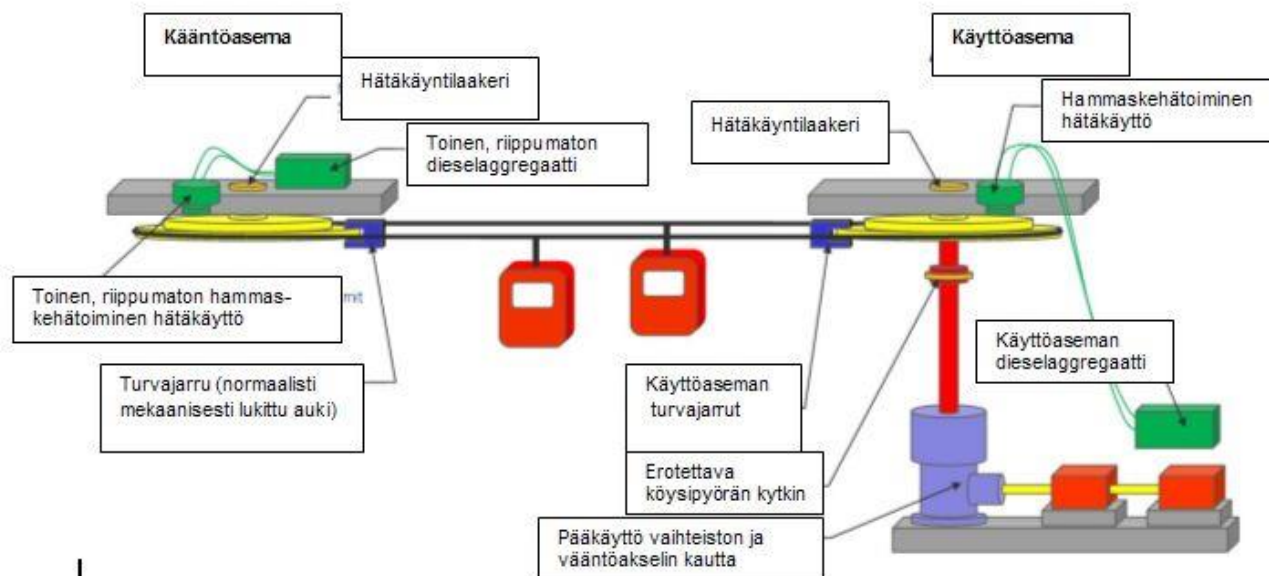 Kääntöasema
Käyttöasema
Hätäkäyntilaakeri
Toinen, riippumaton
dieselaggregaatti
Hätäkäyntilaakeri
Hammaskehätoiminen
hätäkäyttö
Toinen, riippumaton hammas-
kehätoiminen hätäkäyttö
mit
Turvajarru (normaalisti
mekaanisesti lukittu auki)
Käyttöaseman
turvajarrut
Käyttöaseman
dieselaggregaatti
Erotettava
köysipyörän kytkin
Pääkäyttö vaihteiston ja
vääntöakselin kautta